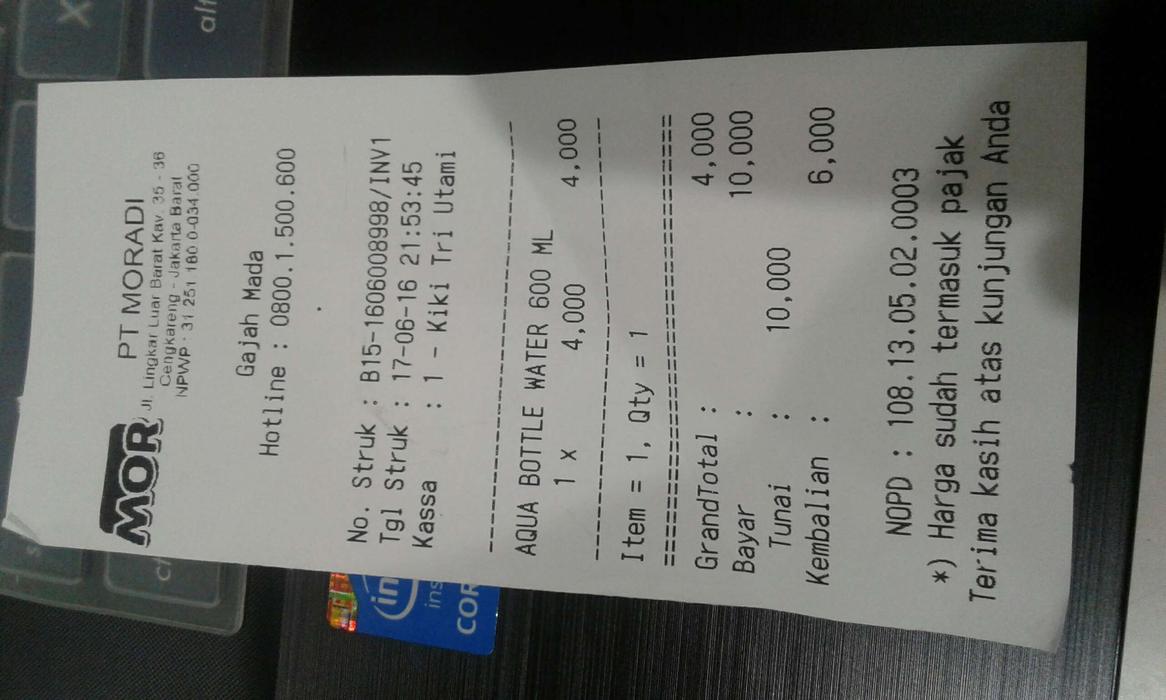 MOR
PT MORADI
Jl. Lingkar Luar Barat Kav. 35 - 36
Cengkareng - Jakarta Barat
NPWP : 31 251 180 0-034.000
Gajah Mada
Hotline : 0800.1.500.600
No. Struk : B15-1606008998/INV1
Tgl Struk : 17-06-16 21:53:45
Kassa : 1 - Kiki Tri Utami
--------------------------------
AQUA BOTTLE WATER 600 ML
1 x 4,000 4,000
--------------------------------
Item = 1, Qty = 1
================================
GrandTotal : 4,000
Bayar : 10,000
Tunai : 10,000
Kembalian : 6,000
NOPD : 108.13.05.02.0003
*) Harga sudah termasuk pajak
Terima kasih atas kunjungan Anda
X
alt
in
ins
COR